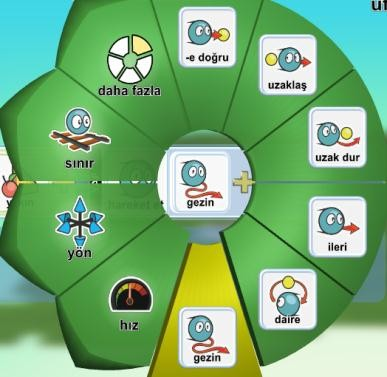 -e doğru
uzaklaş
daha fazla
uzak dur
sınır
gezin
yön
ileri
hız
daire
gezin